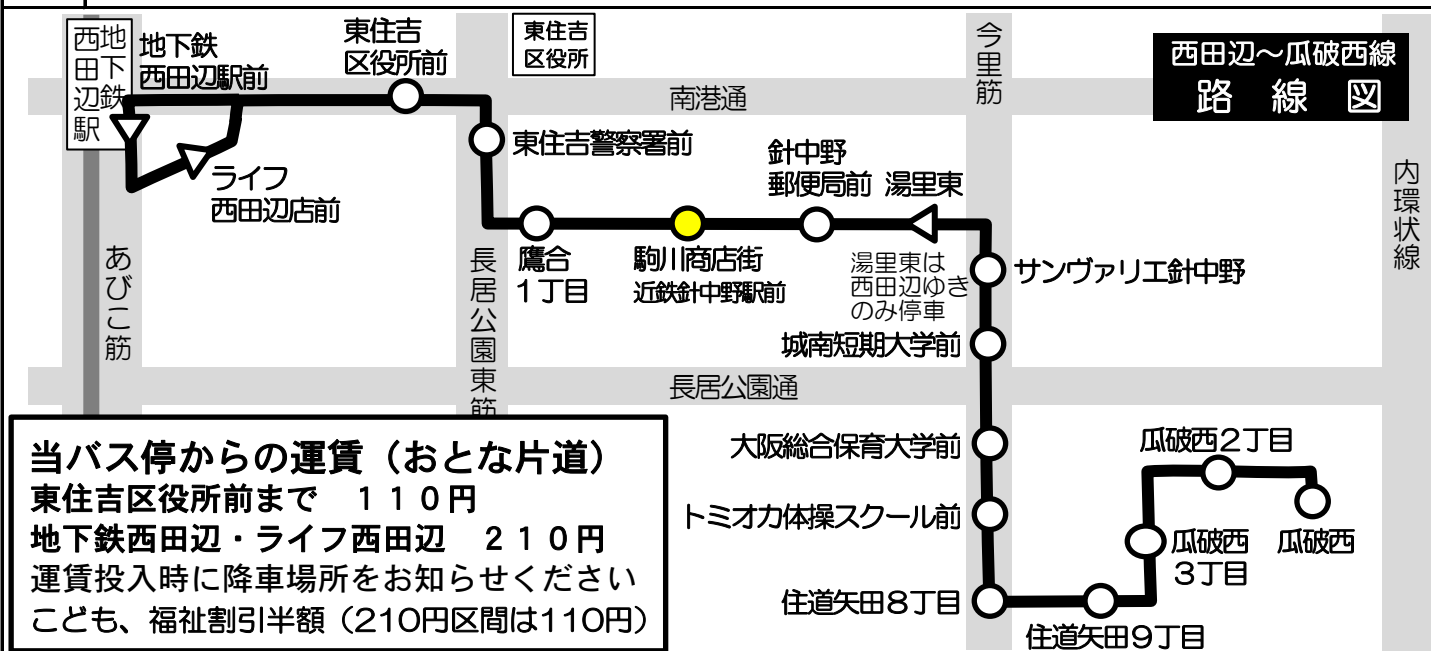 西田辺～瓜破西線
路線図
地下鉄
西田辺駅
地下鉄
西田辺駅前
東住吉
区役所前
東住吉
区役所
今里筋
南港通
内環状線
東住吉警察署前
ライフ
西田辺店前
針中野
郵便局前
湯里東
あびこ筋
長居公園東筋
鷹合
1丁目
駒川商店街
近鉄針中野駅前
湯里東は
西田辺ゆき
のみ停車
サンヴァリエ針中野
城南短期大学前
長居公園通
大阪総合保育大学前
トミオカ体操スクール前
住道矢田8丁目
住道矢田9丁目
瓜破西2丁目
瓜破西
3丁目
瓜破西
当バス停からの運賃（おとな片道）
東住吉区役所前まで　１１０円
地下鉄西田辺・ライフ西田辺　２１０円
運賃投入時に降車場所をお知らせください
こども、福祉割引半額（210円区間は110円）